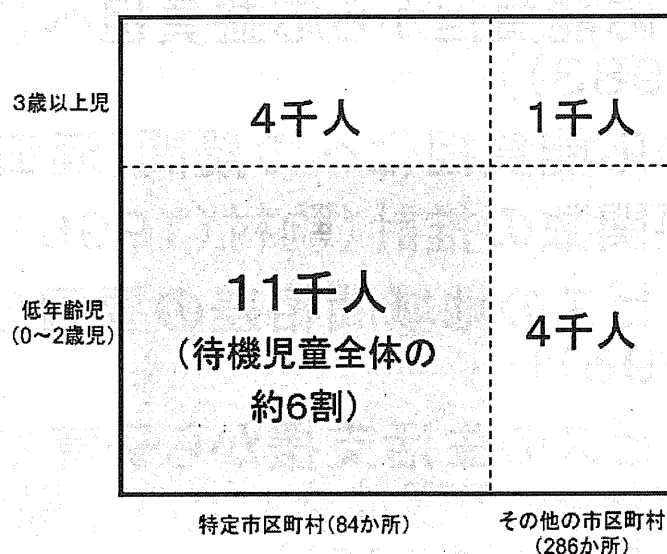 3歳以上児
4千人
1千人
低年齢児
(0～2歳児)
11千人
(待機児童全体の
約6割)
4千人
特定市区町村(84か所)
その他の市区町村
(286か所)